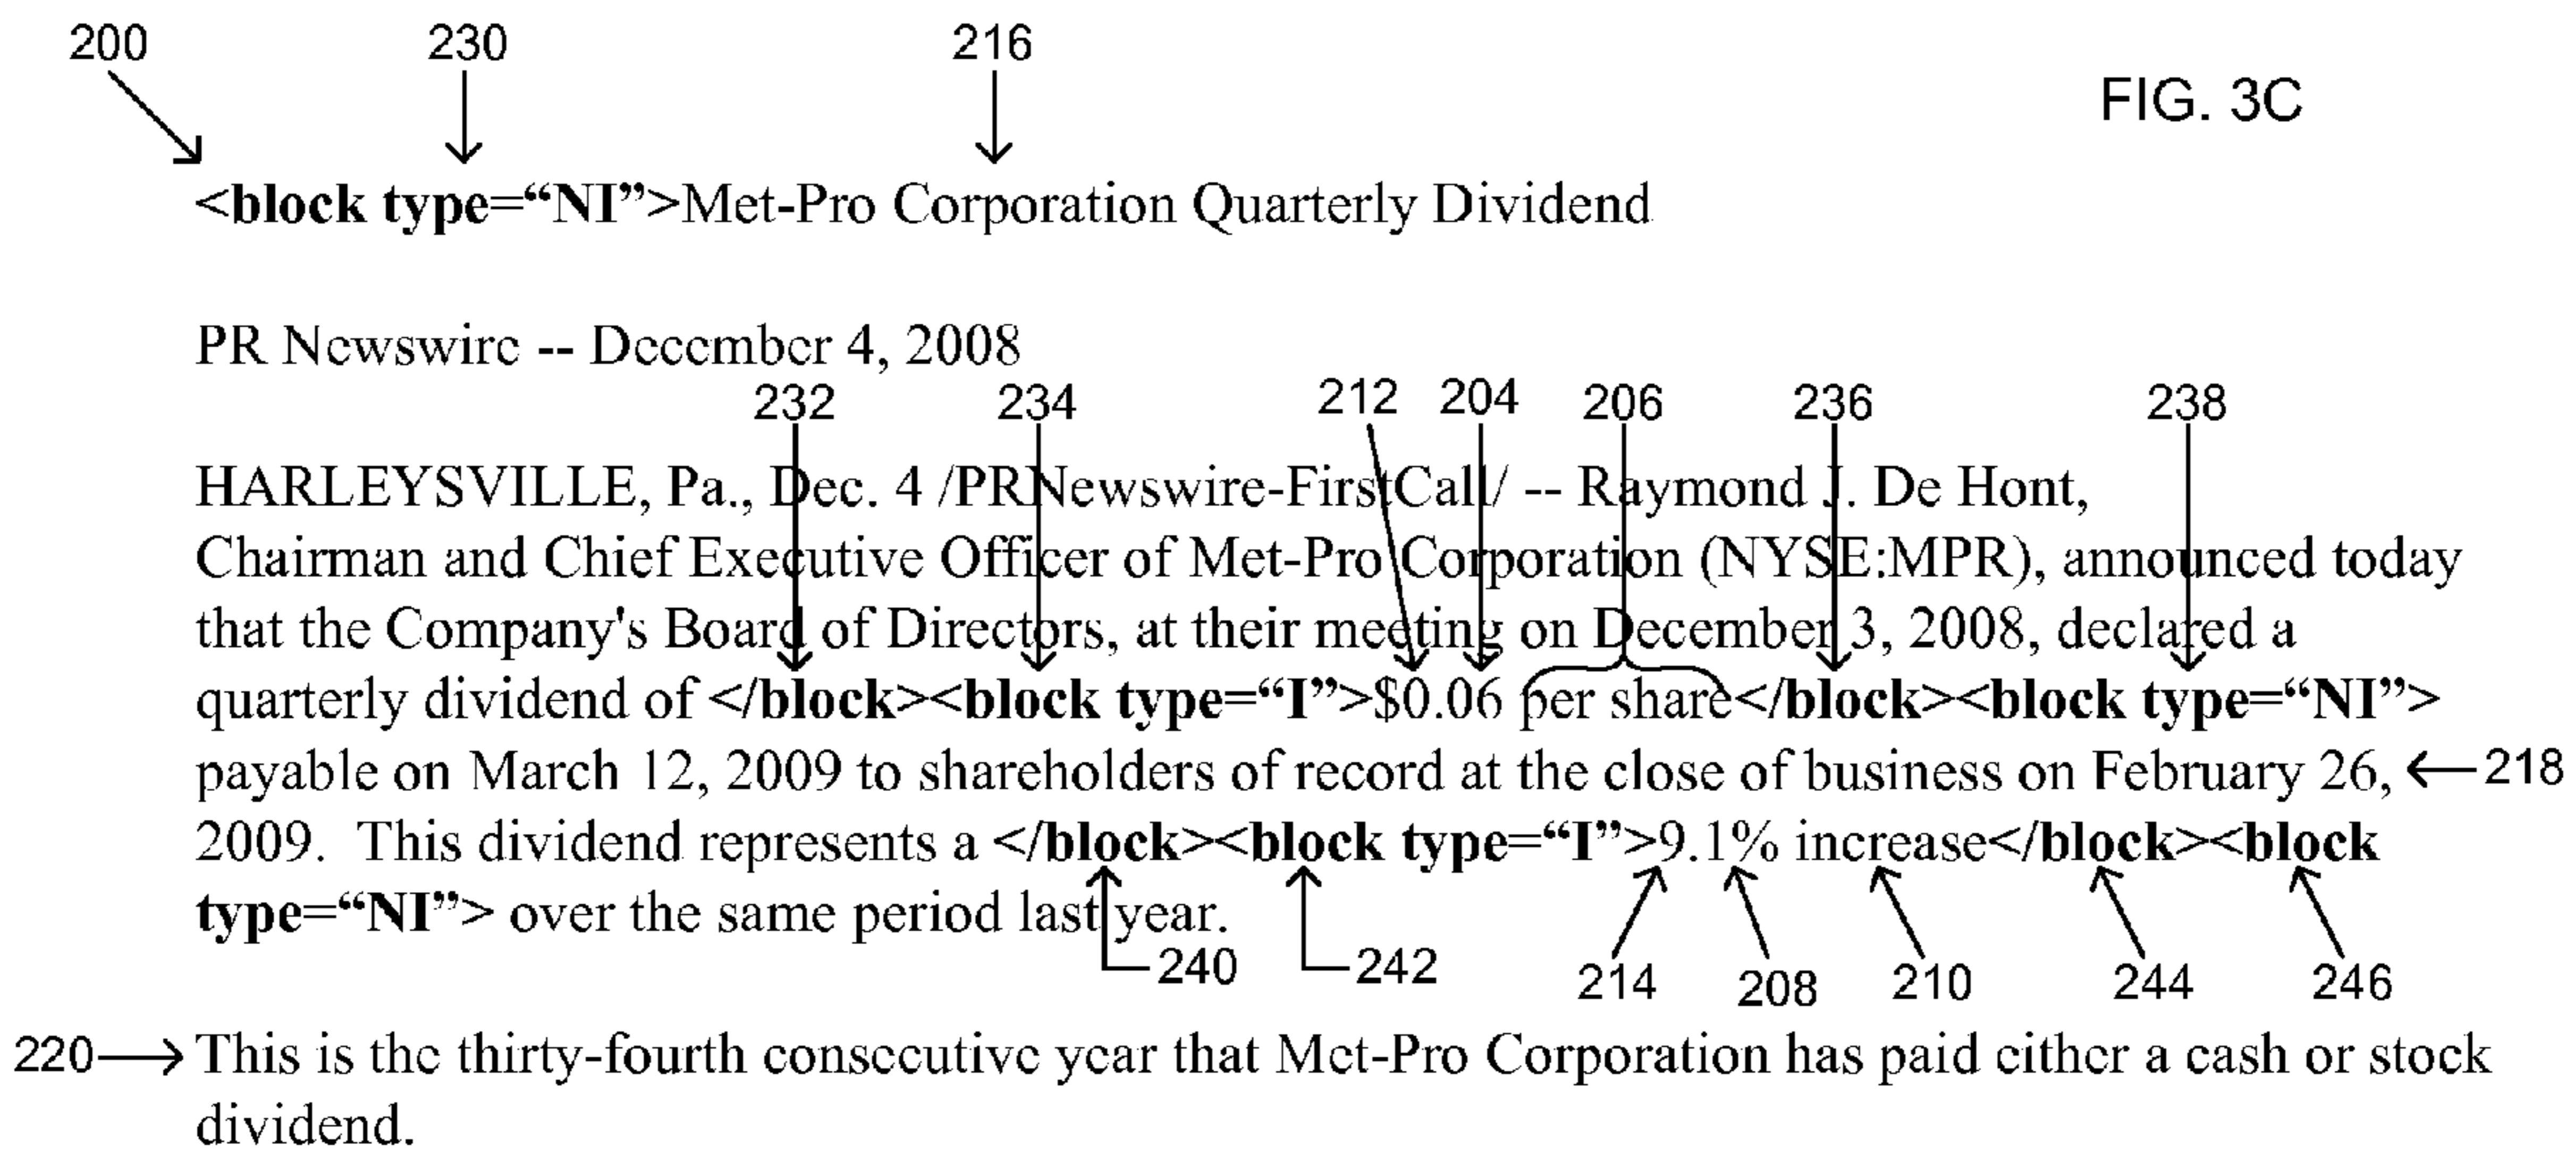 200 230 216
FIG. 3C
<block type=“NI”>Met-Pro Corporation Quarterly Dividend
PR Newswire -- December 4, 2008
232 234 212 204 206 236 238
HARLEYSVILLE, Pa., Dec. 4 /PRNewswire-FirstCall/ -- Raymond J. De Hont,
Chairman and Chief Executive Officer of Met-Pro Corporation (NYSE:MPR), announced today
that the Company's Board of Directors, at their meeting on December 3, 2008, declared a
quarterly dividend of </block><block type=“I”>$0.06 per share</block><block type=“NI”>
payable on March 12, 2009 to shareholders of record at the close of business on February 26, 218
2009.  This dividend represents a </block><block type=“I”>9.1% increase</block><block
type=“NI”> over the same period last year.
240 242 214 208 210 244 246
220 This is the thirty-fourth consecutive year that Met-Pro Corporation has paid either a cash or stock
dividend.